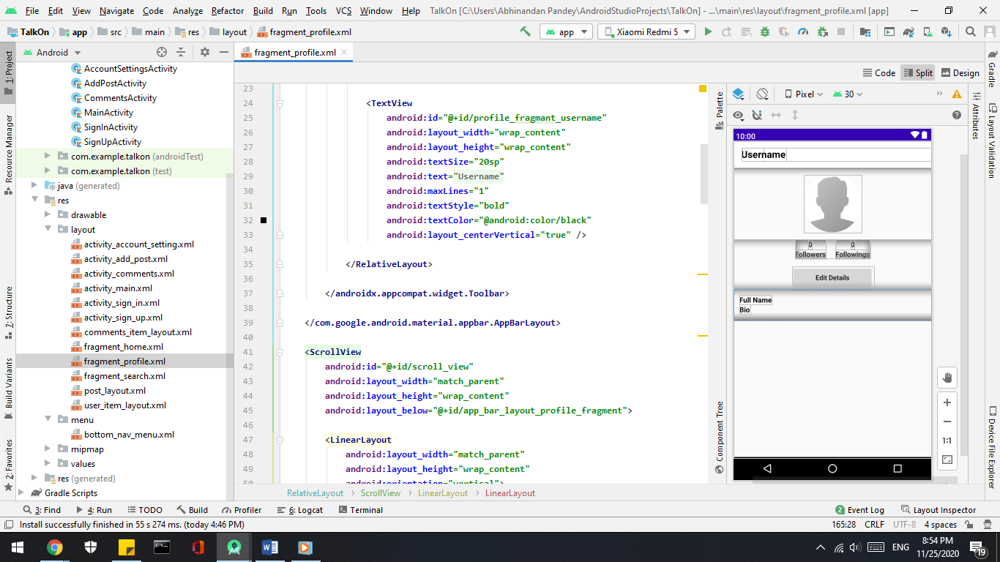 File Edit View Navigate Code Analyze Refactor Build Run Tools VCS Window Help TalkOn [C:\Users\Abhinandan Pandey\AndroidStudioProjects\TalkOn] - ...\main\res\layout\fragment_profile.xml [app]
TalkOn app src main res layout fragment_profile.xml app Xiaomi Redmi 5
1: Project
Resource Manager
7: Structure
Build Variants
2: Favorites
Android
AccountSettingsActivity
AddPostActivity
CommentsActivity
MainActivity
SignInActivity
SignUpActivity
com.example.talkon (androidTest)
com.example.talkon (test)
java (generated)
res
drawable
layout
activity_account_setting.xml
activity_add_post.xml
activity_comments.xml
activity_main.xml
activity_sign_in.xml
activity_sign_up.xml
comments_item_layout.xml
fragment_home.xml
fragment_profile.xml
fragment_search.xml
post_layout.xml
user_item_layout.xml
menu
bottom_nav_menu.xml
mipmap
values
res (generated)
Gradle Scripts
fragment_profile.xml
Code Split Design
23
24 <TextView
25 android:id="@+id/profile_fragmant_username"
26 android:layout_width="wrap_content"
27 android:layout_height="wrap_content"
28 android:textSize="20sp"
29 android:text="Username"
30 android:maxLines="1"
31 android:textStyle="bold"
32 android:textColor="@android:color/black"
33 android:layout_centerVertical="true" />
34
35 </RelativeLayout>
36
37 </androidx.appcompat.widget.Toolbar>
38
39 </com.google.android.material.appbar.AppBarLayout>
40
41 <ScrollView
42 android:id="@+id/scroll_view"
43 android:layout_width="match_parent"
44 android:layout_height="wrap_content"
45 android:layout_below="@+id/app_bar_layout_profile_fragment">
46
47 <LinearLayout
48 android:layout_width="match_parent"
49 android:layout_height="wrap_content"
50 android:orientation="vertical">
RelativeLayout > ScrollView > LinearLayout > LinearLayout
Palette
Component Tree
Pixel 30 >>
10:00
Username
0 0
Followers Followings
Edit Details
Full Name
Bio
1:1
Gradle
Attributes
Layout Validation
Device File Explorer
3: Find 4: Run TODO Build Profiler 6: Logcat Terminal 2 Event Log Layout Inspector
Install successfully finished in 55 s 274 ms. (today 4:46 PM) 165:28 CRLF UTF-8 4 spaces
ENG 8:54 PM
11/25/2020 19